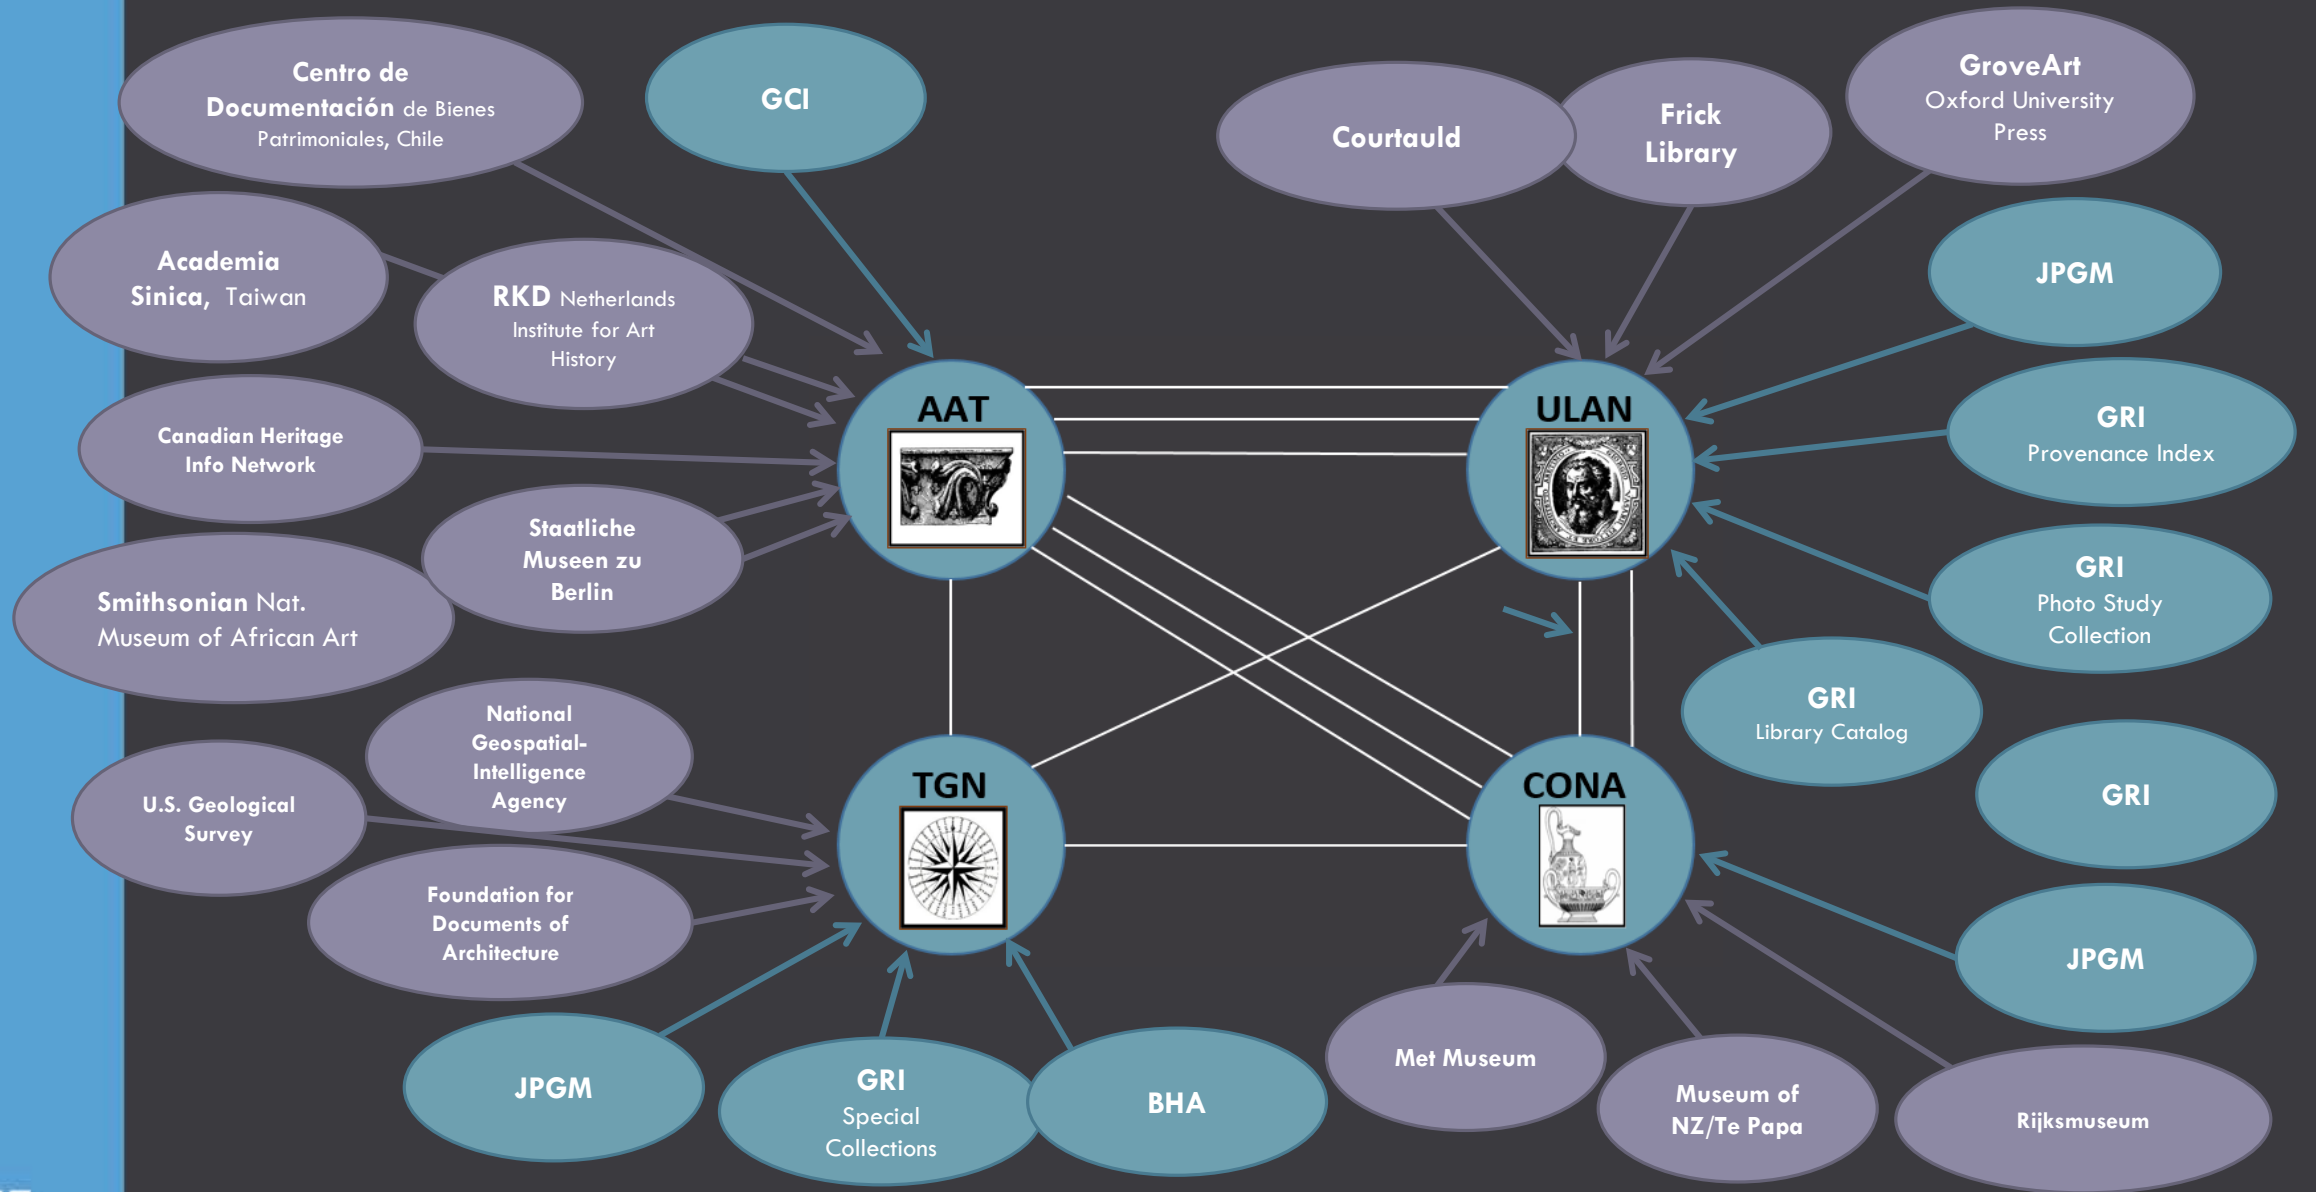 Centro de
Documentación de Bienes
Patrimoniales, Chile
GCI
Courtauld
Frick
Library
GroveArt
Oxford University
Press
Academia
Sinica, Taiwan
RKD Netherlands
Institute for Art
History
JPGM
Canadian Heritage
Info Network
AAT
ULAN
GRI
Provenance Index
Staatliche
Museen zu
Berlin
Smithsonian Nat.
Museum of African Art
GRI
Photo Study
Collection
GRI
Library Catalog
National
Geospatial-
Intelligence
Agency
U.S. Geological
Survey
TGN
CONA
GRI
Foundation for
Documents of
Architecture
JPGM
JPGM
GRI
Special
Collections
BHA
Met Museum
Museum of
NZ/Te Papa
Rijksmuseum